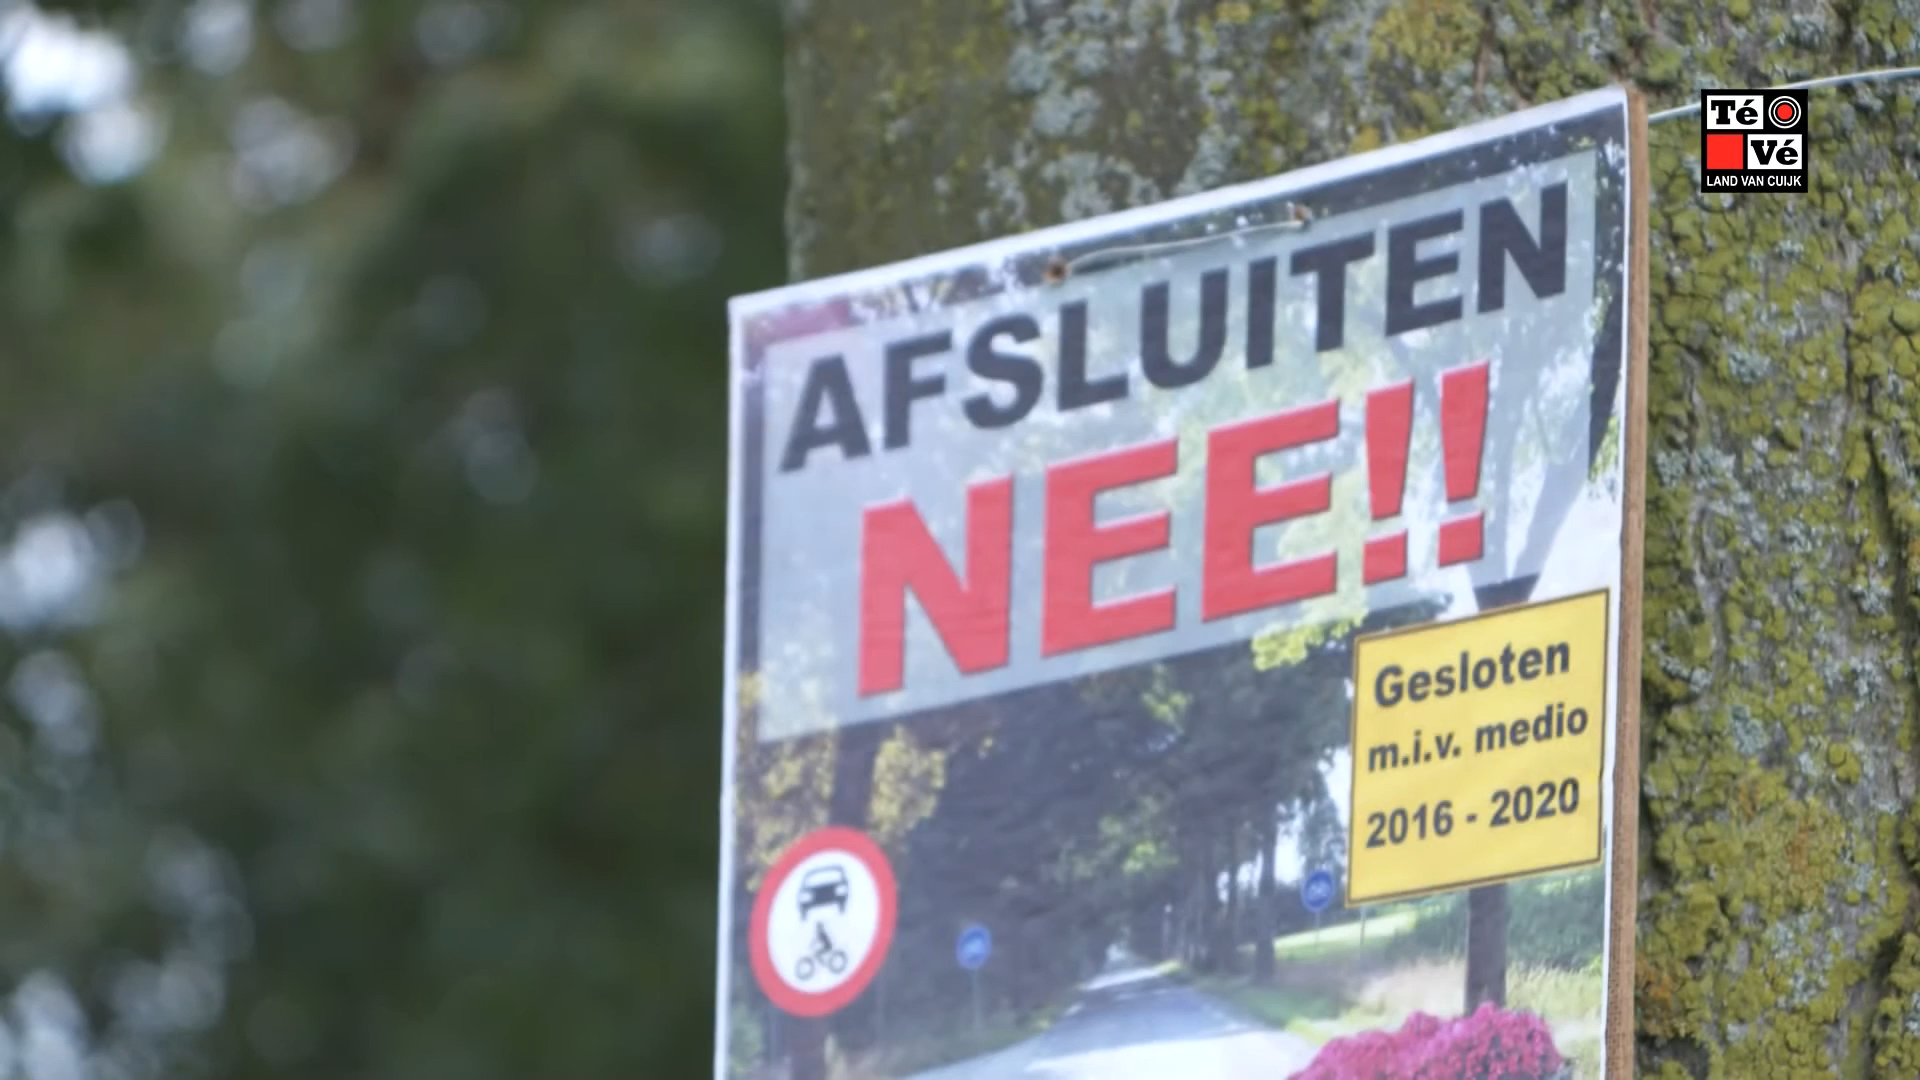 Té
Vé
LAND VAN CUIJK
AFSLUITEN
NEE!!
Gesloten
m.i.v. medio
2016 - 2020